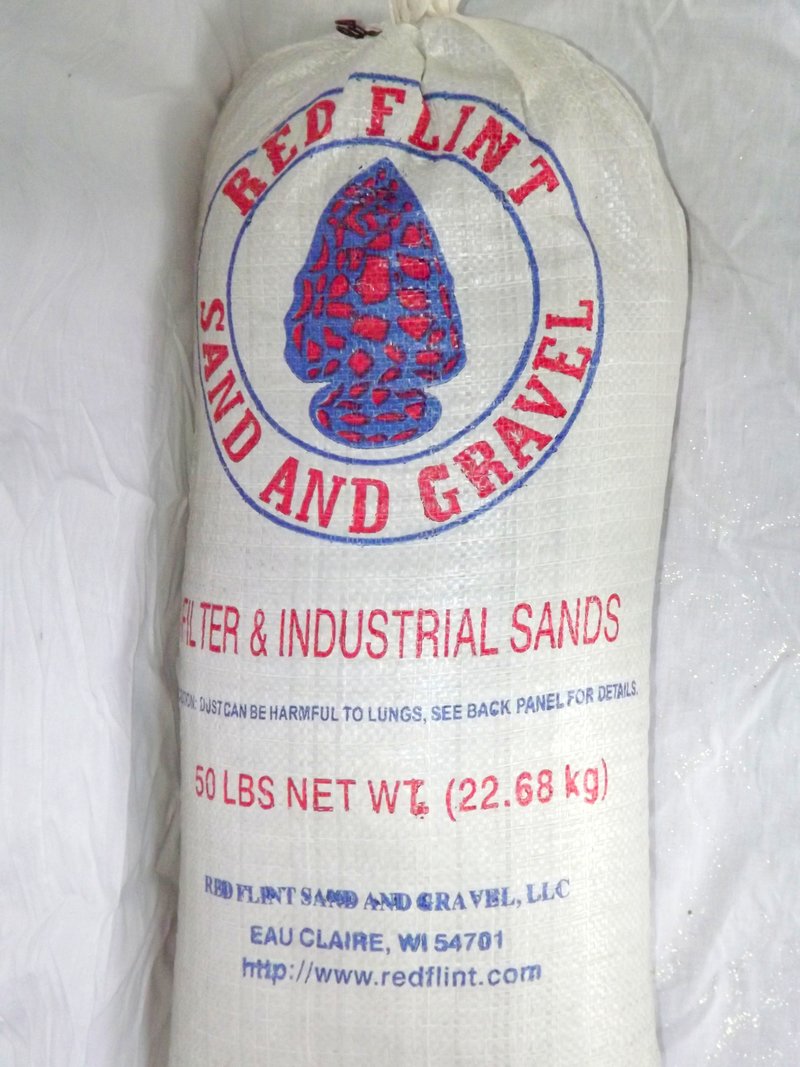 RED FLINT
SAND AND GRAVEL
FILTER & INDUSTRIAL SANDS
DUST CAN BE HARMFUL TO LUNGS, SEE BACK PANEL FOR DETAILS.
50 LBS NET WT. (22.68 kg)
RED FLINT SAND AND GRAVEL, LLC
EAU CLAIRE, WI 54701
http://www.redflint.com